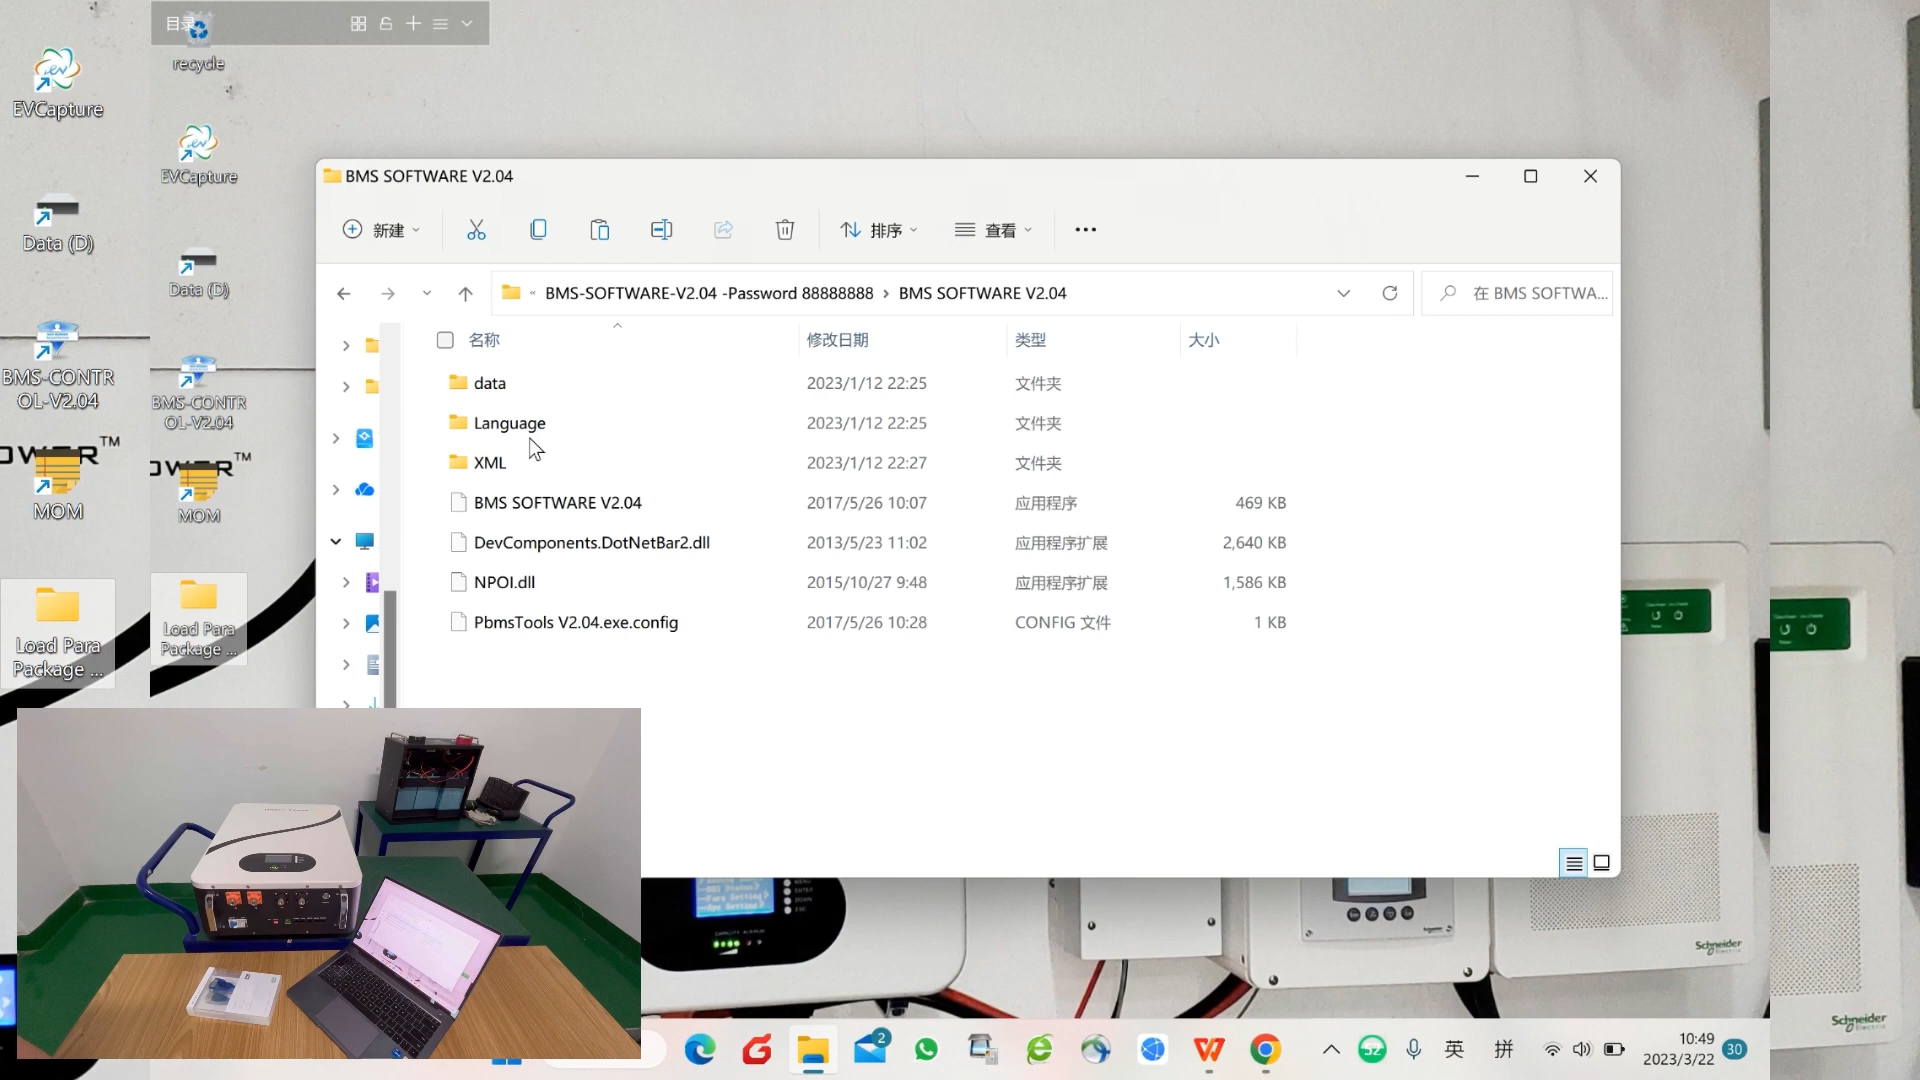 目录
recycle
EVCapture
EVCapture
Data (D)
Data (D)
BMS-CONTR
OL-V2.04
BMS-CONTR
OL-V2.04
OWER™
OWER™
MOM
MOM
Load Para
Package ...
Load Para
Package ...
BMS SOFTWARE V2.04
新建
排序
查看
« BMS-SOFTWARE-V2.04 -Password 88888888 › BMS SOFTWARE V2.04
在 BMS SOFTWA...
名称 修改日期 类型 大小
data 2023/1/12 22:25 文件夹
Language 2023/1/12 22:25 文件夹
XML 2023/1/12 22:27 文件夹
BMS SOFTWARE V2.04 2017/5/26 10:07 应用程序 469 KB
DevComponents.DotNetBar2.dll 2013/5/23 11:02 应用程序扩展 2,640 KB
NPOI.dll 2015/10/27 9:48 应用程序扩展 1,586 KB
PbmsTools V2.04.exe.config 2017/5/26 10:28 CONFIG 文件 1 KB
Schneider
Electric
Schneider
Electric
2
52
英
拼
10:49
2023/3/22
30